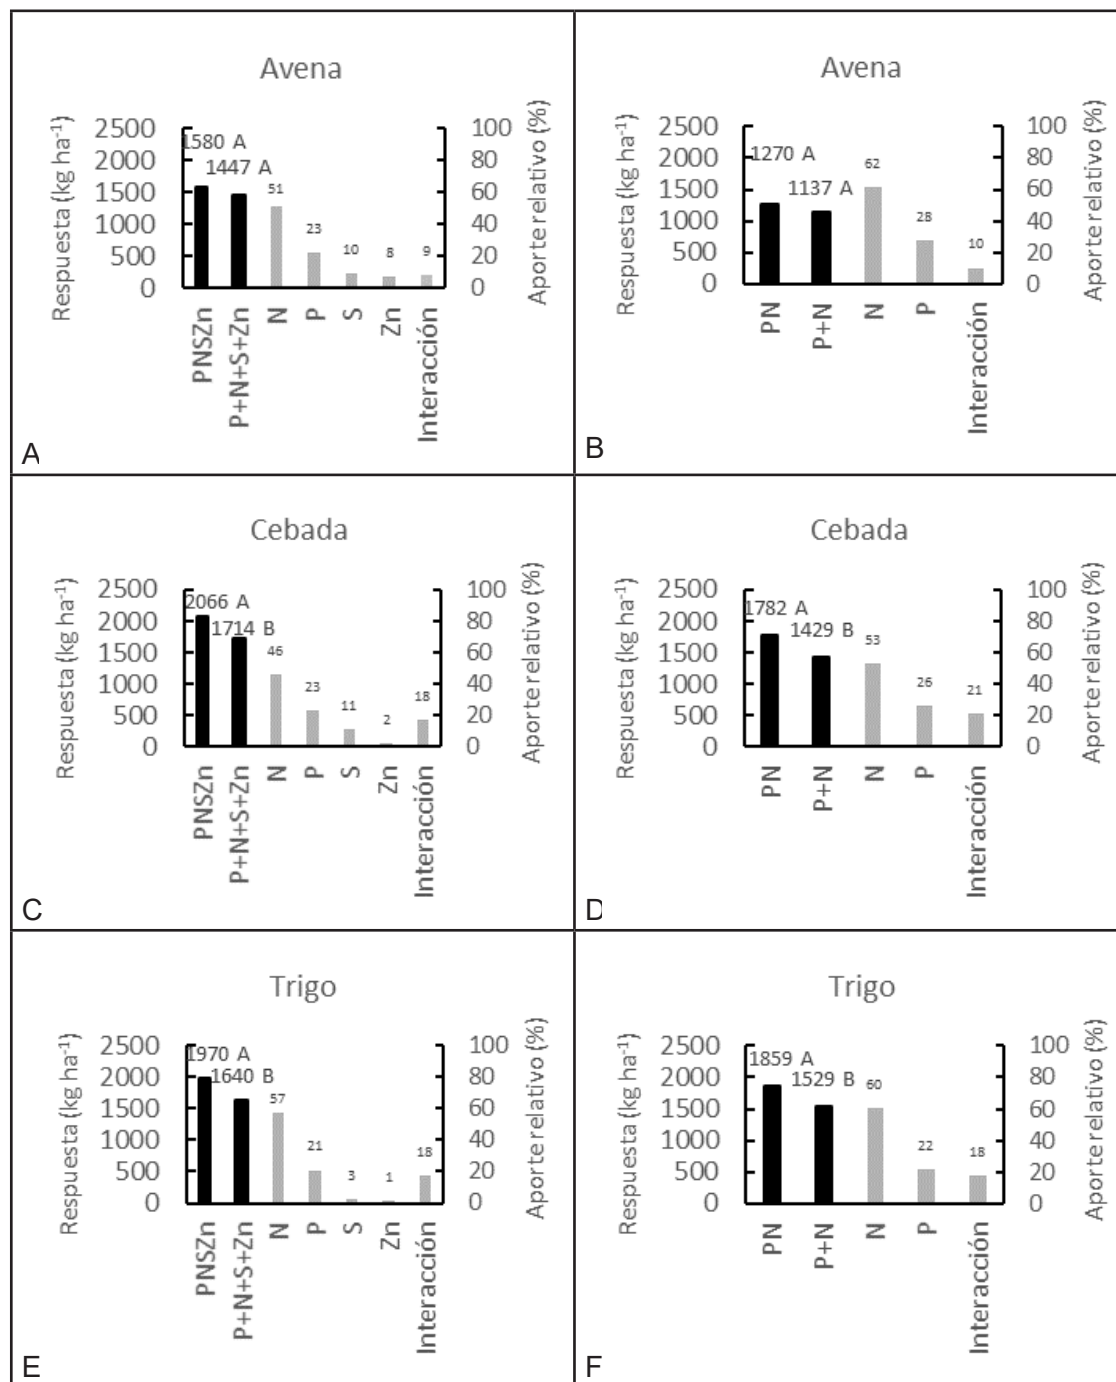 Avena
Respuesta (kg ha⁻¹)
2500
2000
1500
1000
500
0
1580 A
1447 A
51
23
10
8
9
100
80
60
40
20
0
Aporte relativo (%)
PNSZn
P+N+S+Zn
N
P
S
Zn
Interacción
A
Avena
Respuesta (kg ha⁻¹)
2500
2000
1500
1000
500
0
1270 A
1137 A
62
28
10
100
80
60
40
20
0
Aporte relativo (%)
PN
P+N
N
P
Interacción
B
Cebada
Respuesta (kg ha⁻¹)
2500
2000
1500
1000
500
0
2066 A
1714 B
46
23
11
2
18
100
80
60
40
20
0
Aporte relativo (%)
PNSZn
P+N+S+Zn
N
P
S
Zn
Interacción
C
Cebada
Respuesta (kg ha⁻¹)
2500
2000
1500
1000
500
0
1782 A
1429 B
53
26
21
100
80
60
40
20
0
Aporte relativo (%)
PN
P+N
N
P
Interacción
D
Trigo
Respuesta (kg ha⁻¹)
2500
2000
1500
1000
500
0
1970 A
1640 B
57
21
3
1
18
100
80
60
40
20
0
Aporte relativo (%)
PNSZn
P+N+S+Zn
N
P
S
Zn
Interacción
E
Trigo
Respuesta (kg ha⁻¹)
2500
2000
1500
1000
500
0
1859 A
1529 B
60
22
18
100
80
60
40
20
0
Aporte relativo (%)
PN
P+N
N
P
Interacción
F